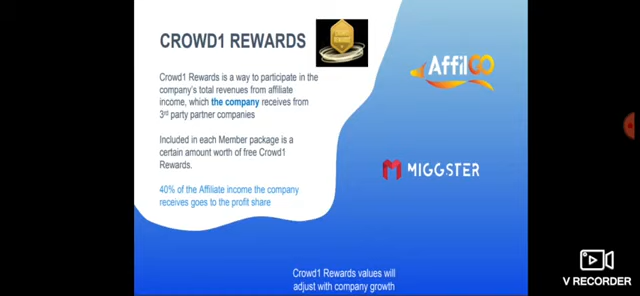 CROWD1 REWARDS
Crowd1 Rewards is a way to participate in the
company's total revenues from affiliate
income, which the company receives from
3rd party partner companies
Included in each Member package is a
certain amount worth of free Crowd1
Rewards.
40% of the Affiliate income the company
receives goes to the profit share
AffilGO
MIGGSTER
Crowd1 Rewards values will
adjust with company growth
V RECORDER